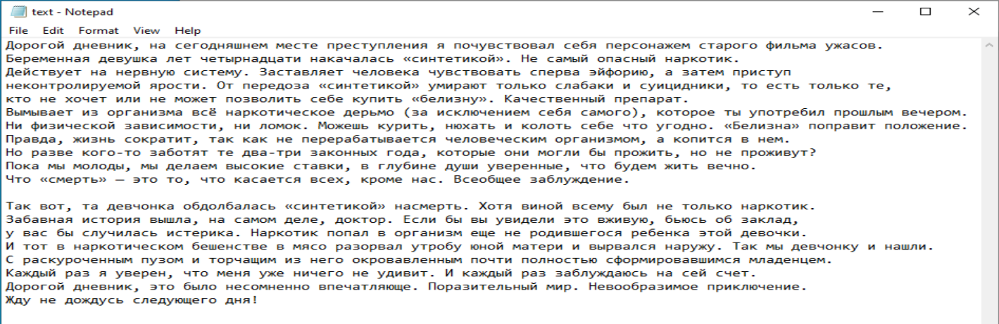 text - Notepad
File Edit Format View Help
Дорогой дневник, на сегодняшнем месте преступления я почувствовал себя персонажем старого фильма ужасов.
Беременная девушка лет четырнадцати накачалась «синтетикой». Не самый опасный наркотик.
Действует на нервную систему. Заставляет человека чувствовать сперва эйфорию, а затем приступ
неконтролируемой ярости. От передоза «синтетикой» умирают только слабаки и суицидники, то есть только те,
кто не хочет или не может позволить себе купить «белизну». Качественный препарат.
Вымывает из организма всё наркотическое дерьмо (за исключением себя самого), которое ты употребил прошлым вечером.
Ни физической зависимости, ни ломок. Можешь курить, нюхать и колоть себе что угодно. «Белизна» поправит положение.
Правда, жизнь сократит, так как не перерабатывается человеческим организмом, а копится в нем.
Но разве кого-то заботят те два-три законных года, которые они могли бы прожить, но не проживут?
Пока мы молоды, мы делаем высокие ставки, в глубине души уверенные, что будем жить вечно.
Что «смерть» – это то, что касается всех, кроме нас. Всеобщее заблуждение.

Так вот, та девчонка обдолбалась «синтетикой» насмерть. Хотя виной всему был не только наркотик.
Забавная история вышла, на самом деле, доктор. Если бы вы увидели это вживую, бьюсь об заклад,
у вас бы случилась истерика. Наркотик попал в организм еще не родившегося ребенка этой девочки.
И тот в наркотическом бешенстве в мясо разорвал утробу юной матери и вырвался наружу. Так мы девчонку и нашли.
С раскуроченным пузом и торчащим из него окровавленным почти полностью сформировавшимся младенцем.
Каждый раз я уверен, что меня уже ничего не удивит. И каждый раз заблуждаюсь на сей счет.
Дорогой дневник, это было несомненно впечатляюще. Поразительный мир. Невообразимое приключение.
Жду не дождусь следующего дня!